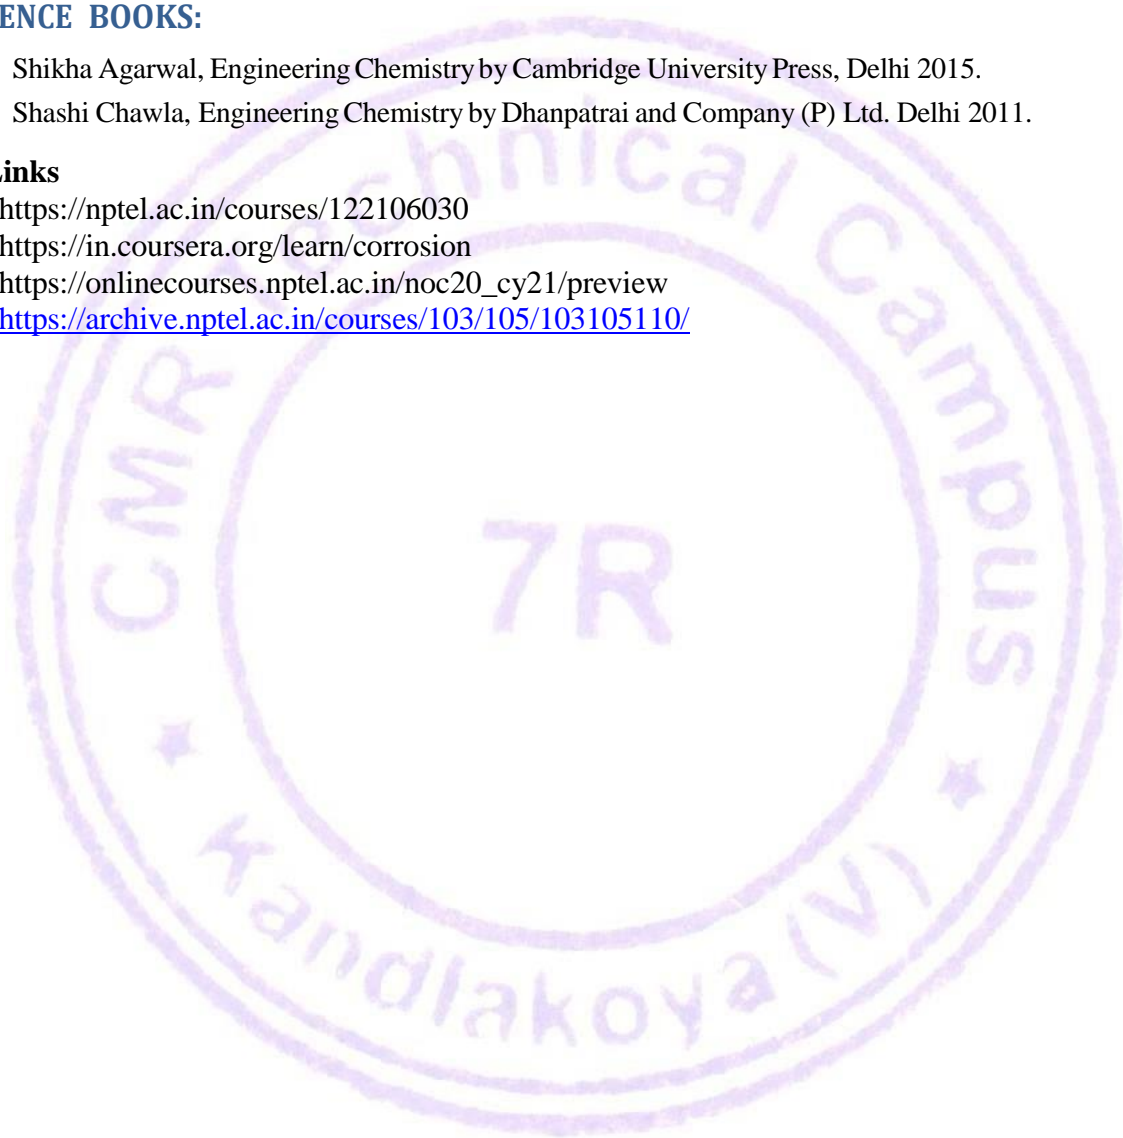 ENCE BOOKS:
Shikha Agarwal, Engineering Chemistry by Cambridge University Press, Delhi 2015.
Shashi Chawla, Engineering Chemistry by Dhanpatrai and Company (P) Ltd. Delhi 2011.
Links
https://nptel.ac.in/courses/122106030
https://in.coursera.org/learn/corrosion
https://onlinecourses.nptel.ac.in/noc20_cy21/preview
https://archive.nptel.ac.in/courses/103/105/103105110/
CMR Technical Campus
7R
Kandlakoya (V)